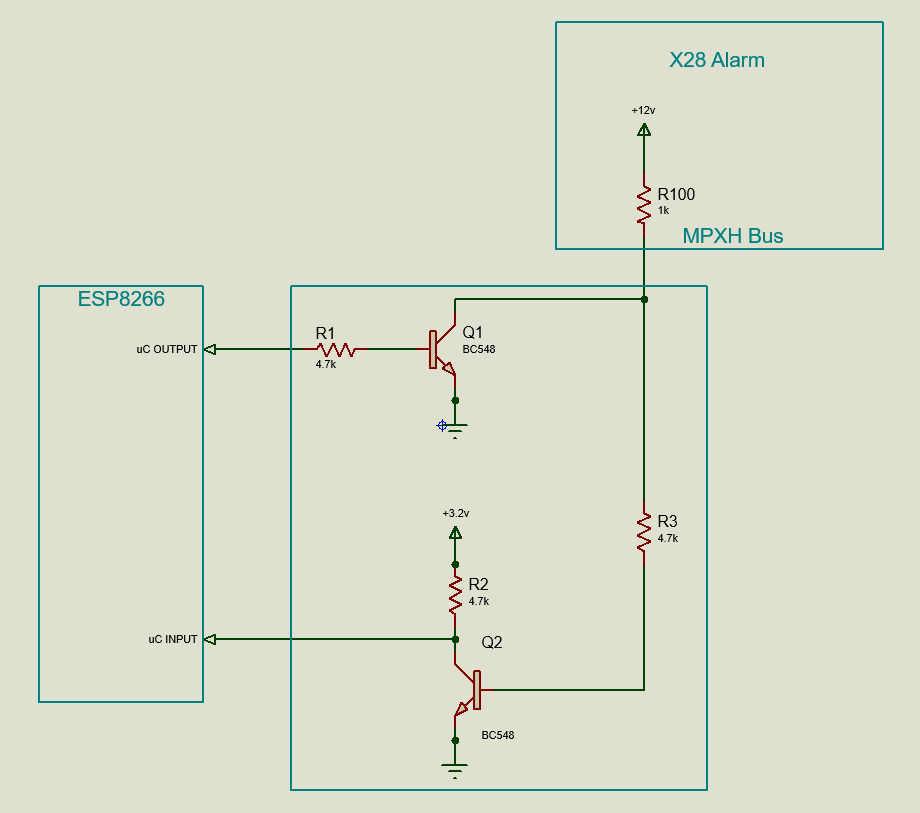 X28 Alarm
+12v
R100
1k
MPXH Bus
ESP8266
uC OUTPUT
R1
4.7k
Q1
BC548
+3.2v
R3
4.7k
R2
4.7k
uC INPUT
Q2
BC548